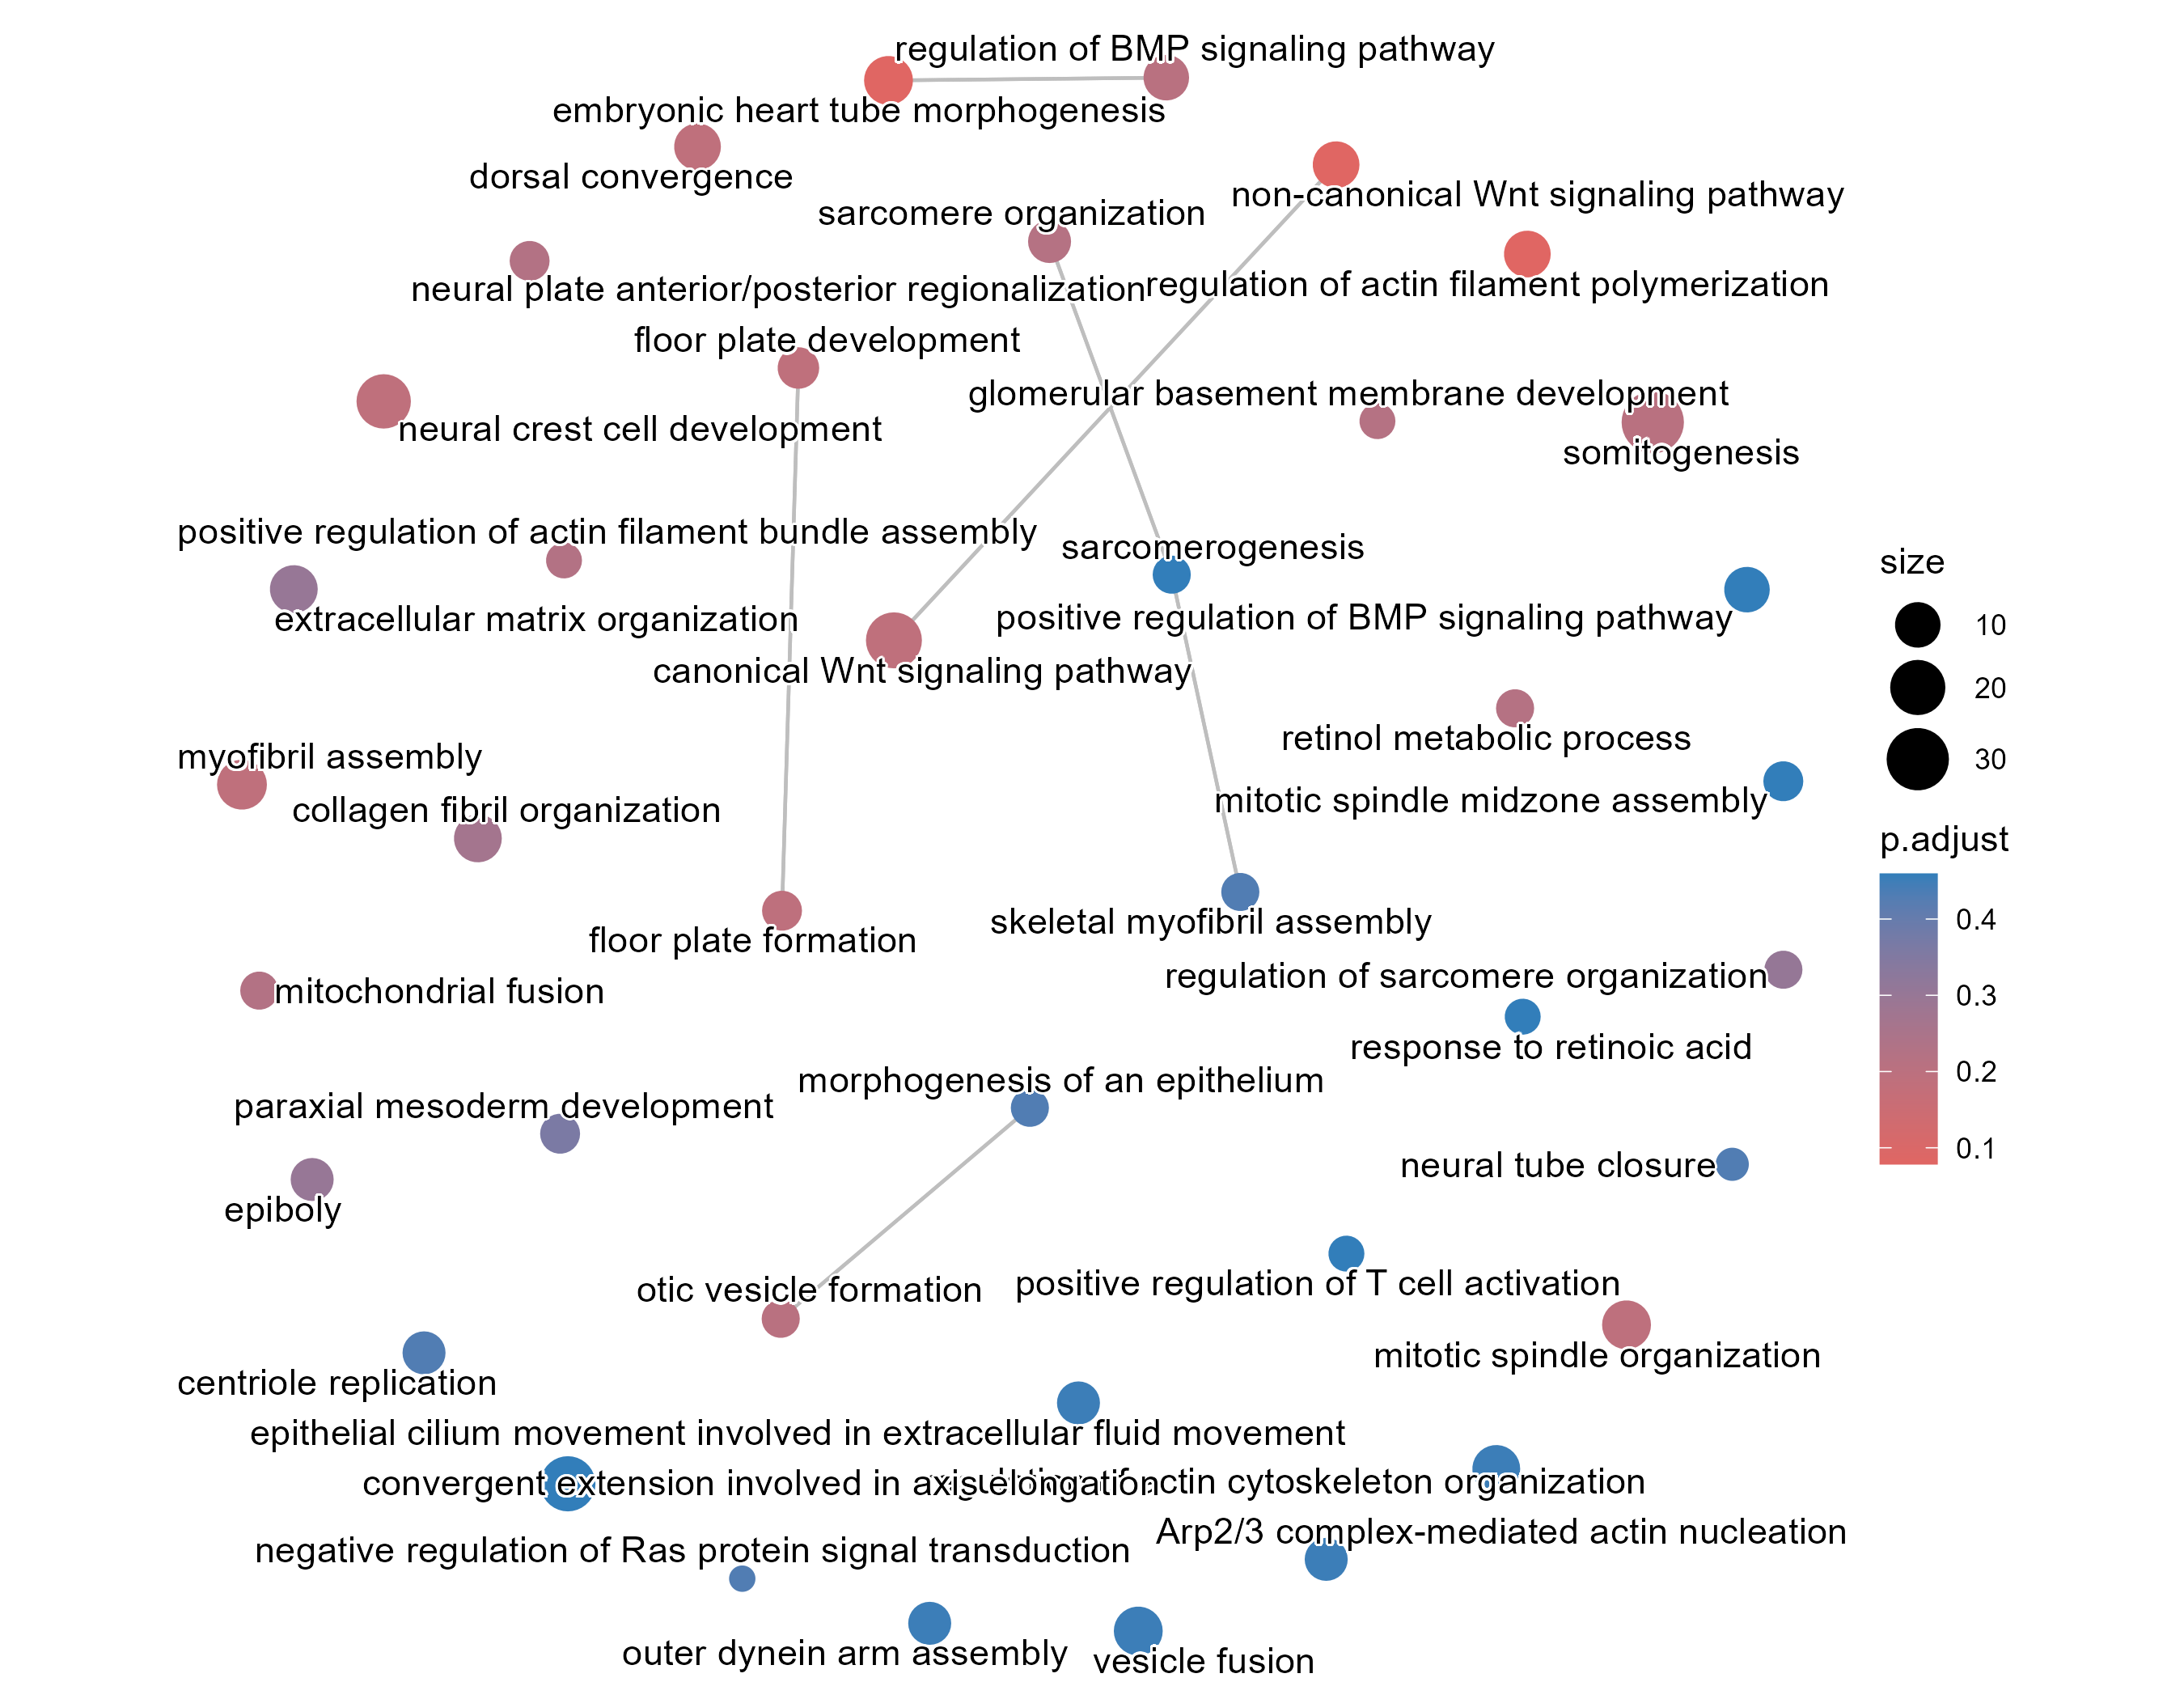 regulation of BMP signaling pathway
embryonic heart tube morphogenesis
dorsal convergence
non-canonical Wnt signaling pathway
sarcomere organization
neural plate anterior/posterior regionalization
regulation of actin filament polymerization
floor plate development
glomerular basement membrane development
neural crest cell development
somitogenesis
positive regulation of actin filament bundle assembly
sarcomerogenesis
extracellular matrix organization
positive regulation of BMP signaling pathway
canonical Wnt signaling pathway
retinol metabolic process
myofibril assembly
collagen fibril organization
mitotic spindle midzone assembly
skeletal myofibril assembly
floor plate formation
regulation of sarcomere organization
mitochondrial fusion
response to retinoic acid
morphogenesis of an epithelium
paraxial mesoderm development
neural tube closure
epiboly
otic vesicle formation
positive regulation of T cell activation
mitotic spindle organization
centriole replication
epithelial cilium movement involved in extracellular fluid movement
convergent extension involved in axis elongation
cytoskeleton organization
Arp2/3 complex-mediated actin nucleation
negative regulation of Ras protein signal transduction
outer dynein arm assembly
vesicle fusion
size
10
20
30
p.adjust
0.4
0.3
0.2
0.1